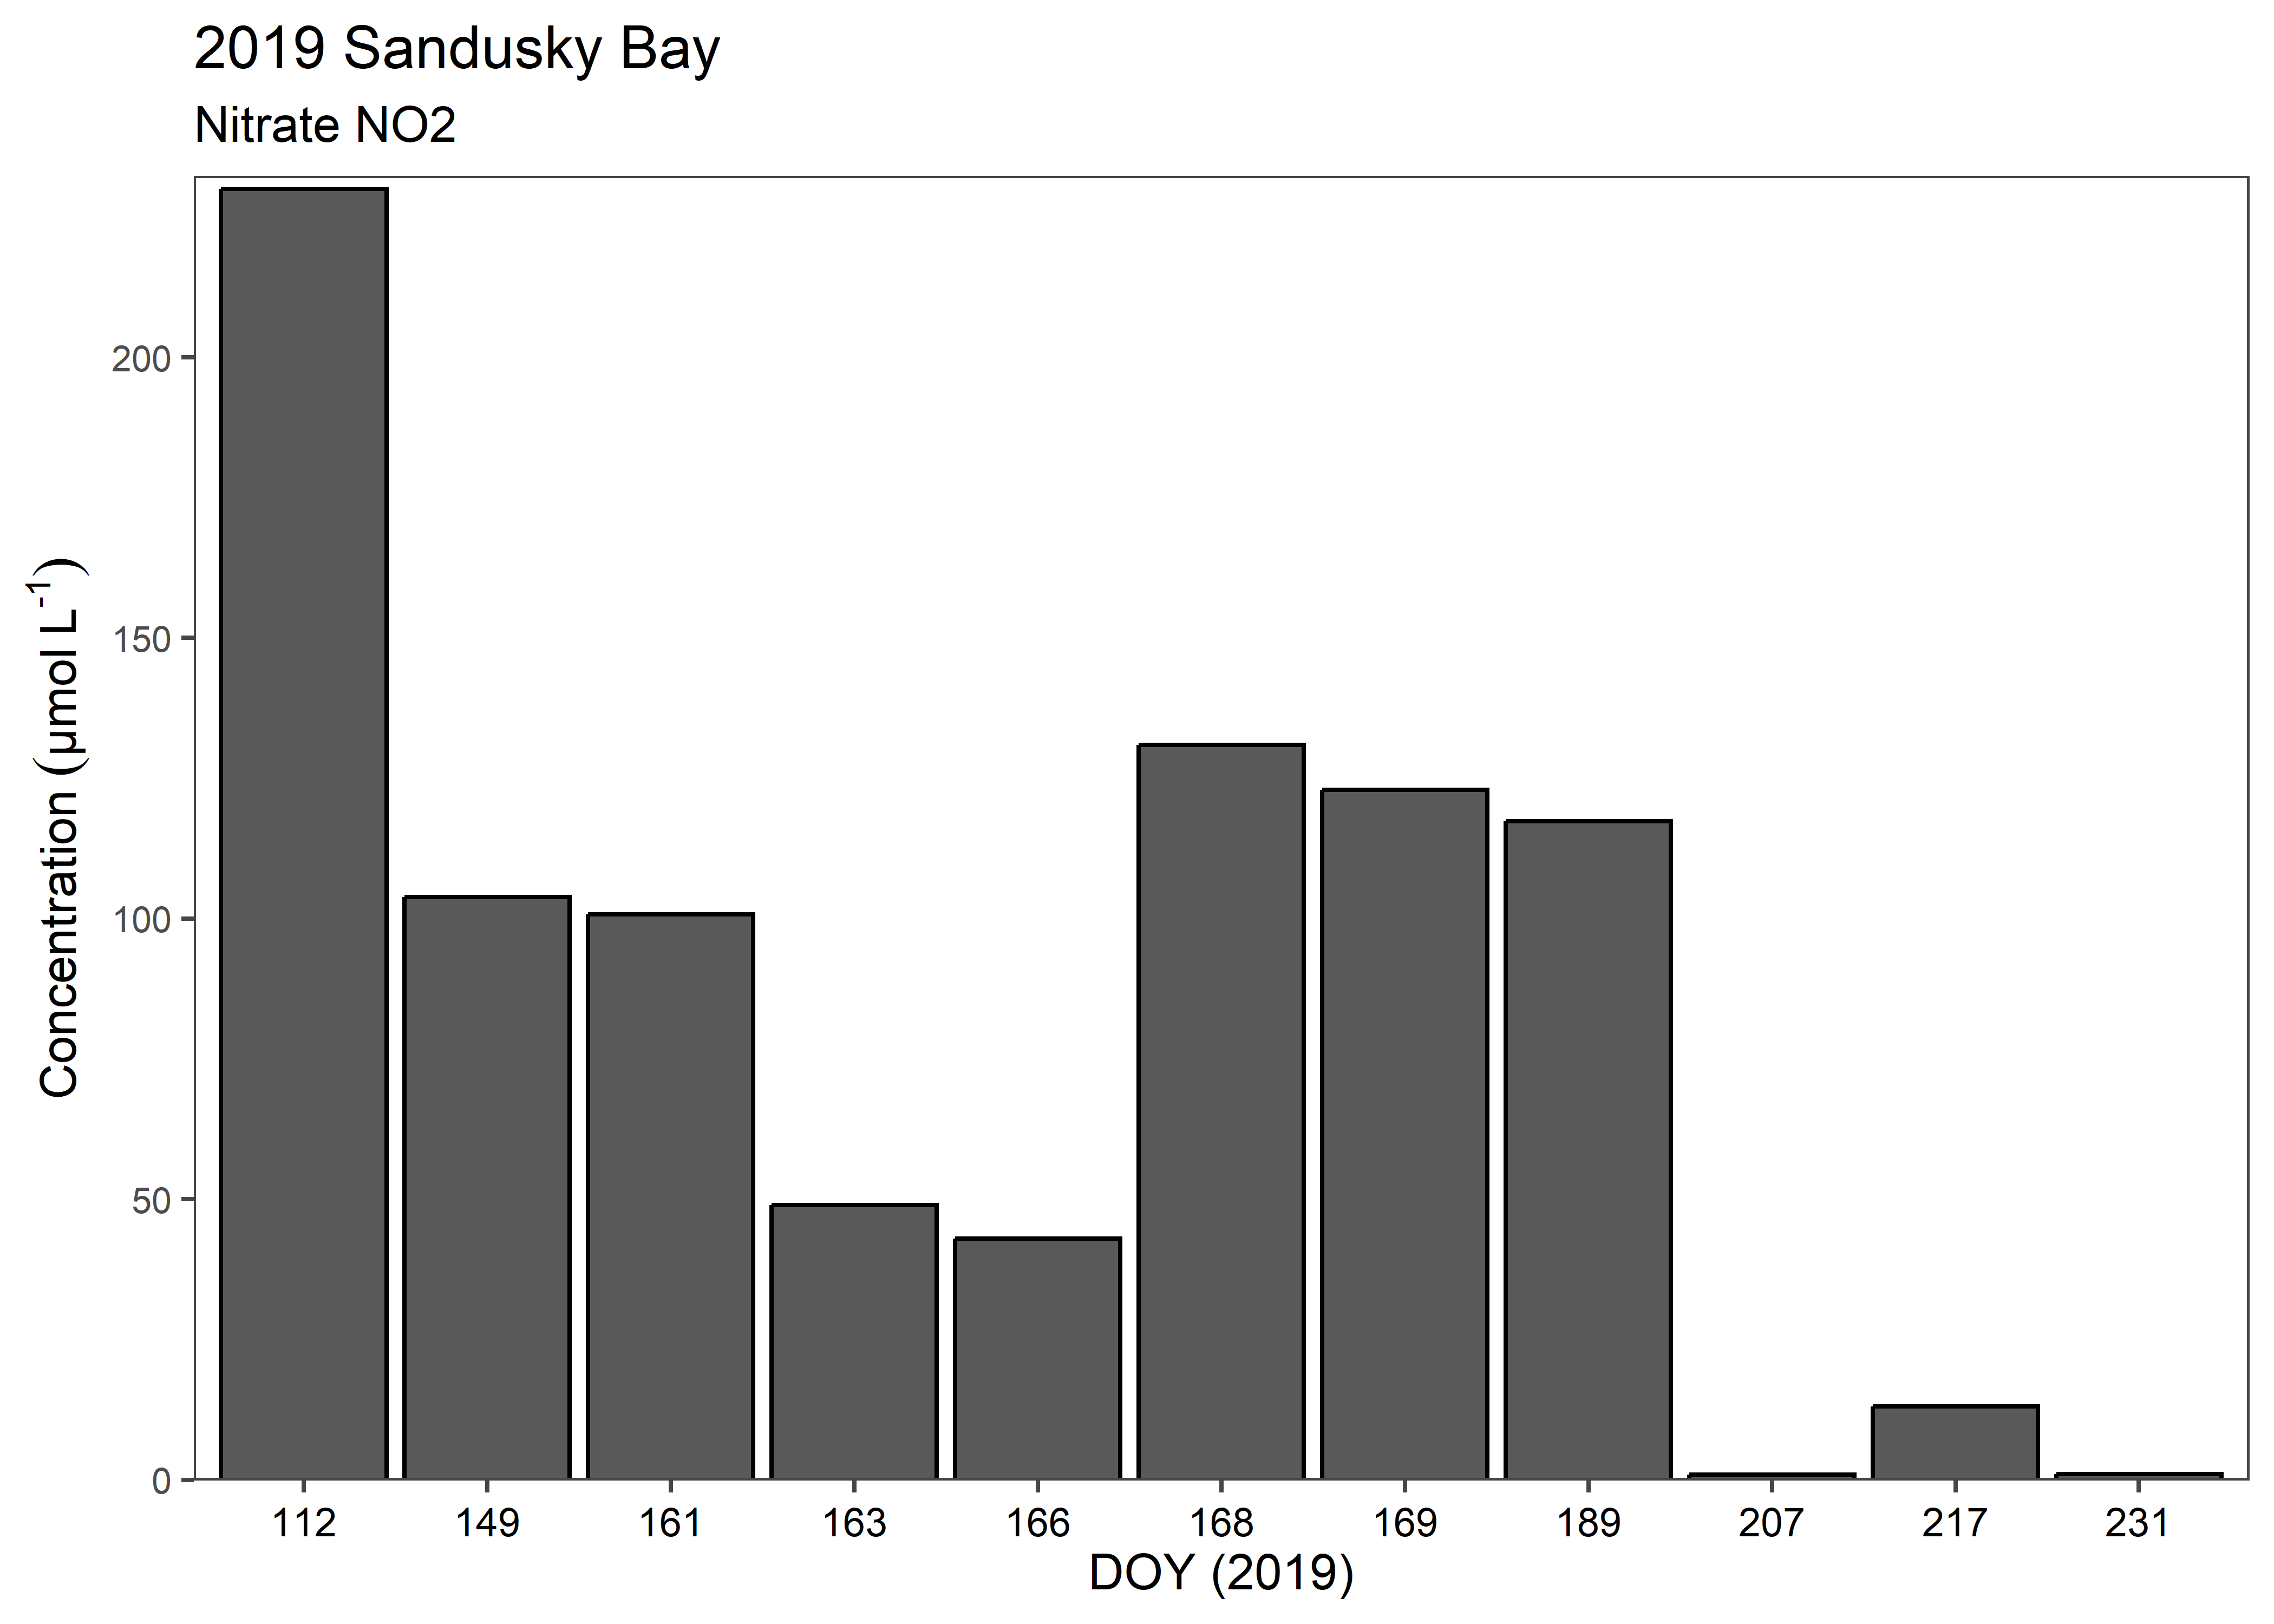 2019 Sandusky Bay
Nitrate NO2
Concentration (µmol L⁻¹)
200
150
100
50
0
112 149 161 163 166 168 169 189 207 217 231
DOY (2019)